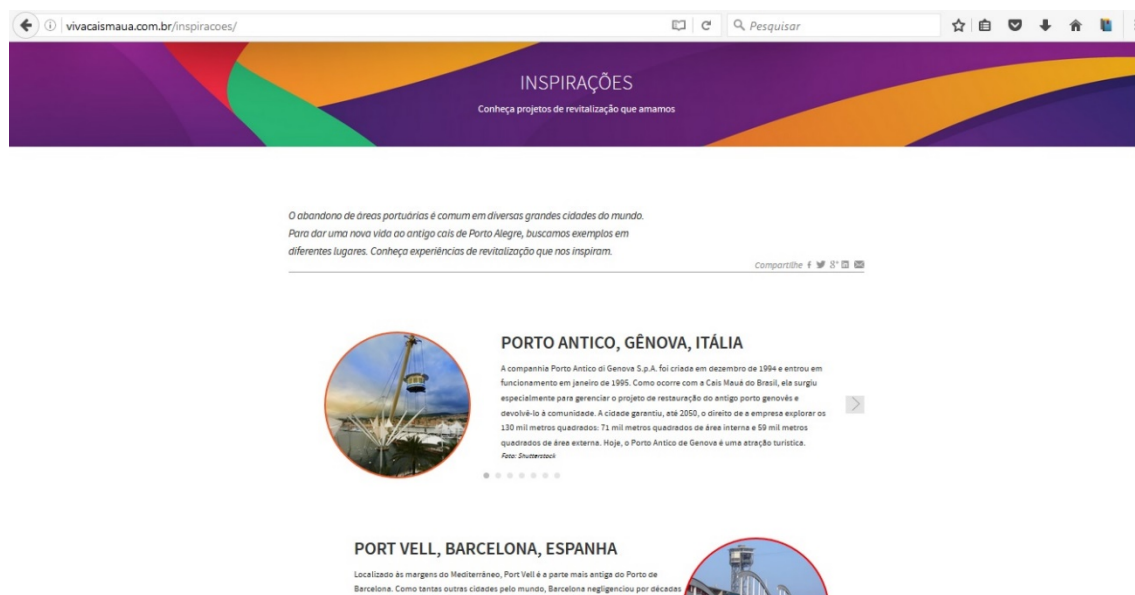 vivacaismaua.com.br/inspiracoes/
Pesquisar
INSPIRAÇÕES
Conheça projetos de revitalização que amamos
O abandono de áreas portuárias é comum em diversas grandes cidades do mundo.
Para dar uma nova vida ao antigo cais de Porto Alegre, buscamos exemplos em
diferentes lugares. Conheça experiências de revitalização que nos inspiram.
Compartilhe
PORTO ANTICO, GÊNOVA, ITÁLIA
A companhia Porto Antico di Genova S.p.A. foi criada em dezembro de 1994 e entrou em
funcionamento em janeiro de 1995. Como ocorre com a Cais Mauá do Brasil, ela surgiu
especialmente para gerenciar o projeto de restauração do antigo porto genovês e
devolvê-lo à comunidade. A cidade garantiu, até 2050, o direito de a empresa explorar os
130 mil metros quadrados: 71 mil metros quadrados de área interna e 59 mil metros
quadrados de área externa. Hoje, o Porto Antico de Genova é uma atração turística.
Foto: Shutterstock
PORT VELL, BARCELONA, ESPANHA
Localizado às margens do Mediterrâneo, Port Vell é a parte mais antiga do Porto de
Barcelona. Como tantas outras cidades pelo mundo, Barcelona negligenciou por décadas